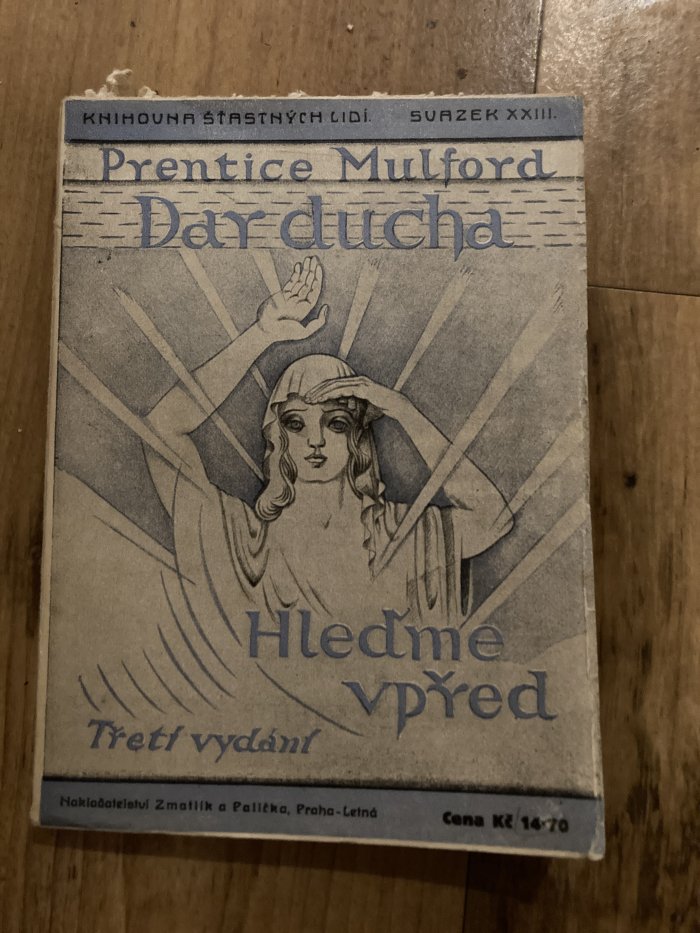 KNIHOVNA ŠŤASTNÝCH LIDÍ. SVAZEK XXIII.
Prentice Mulford
Dar ducha
Hleďme
vpřed
Třetí vydání
Nakladatelství Zmatlík a Palička, Praha-Letná
Cena Kč 14·70